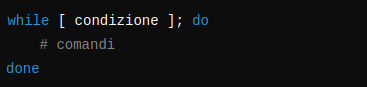 while [ condizione ]; do
    # comandi
done